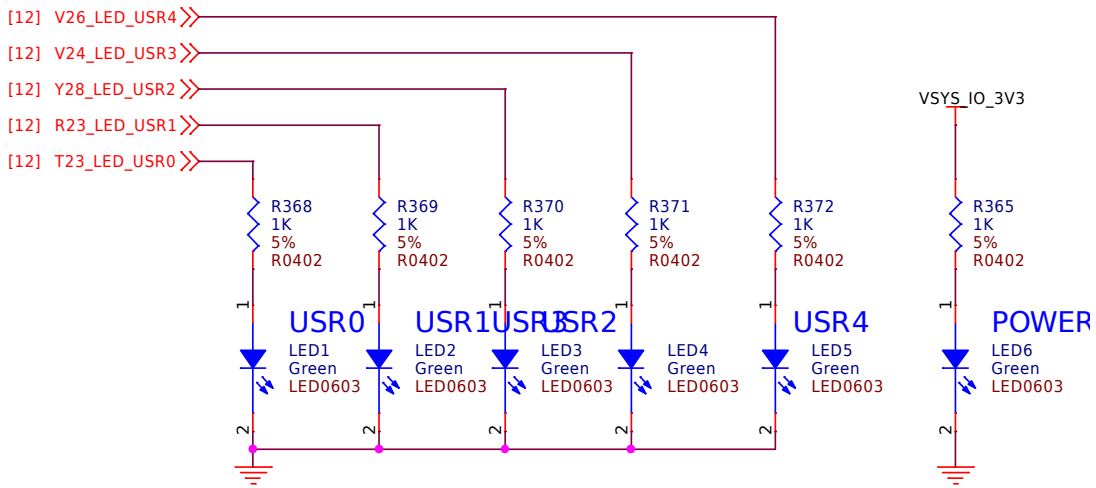 [12] V26_LED_USR4
[12] V24_LED_USR3
[12] Y28_LED_USR2
[12] R23_LED_USR1
[12] T23_LED_USR0
VSYS_IO_3V3
R368
1K
5%
R0402
R369
1K
5%
R0402
R370
1K
5%
R0402
R371
1K
5%
R0402
R372
1K
5%
R0402
R365
1K
5%
R0402
1 1 1 1 1 1
USR0
LED1
Green
LED0603
USR1
LED2
Green
LED0603
USR3
USR2
LED3
Green
LED0603
LED4
Green
LED0603
USR4
LED5
Green
LED0603
POWER
LED6
Green
LED0603
2 2 2 2 2 2